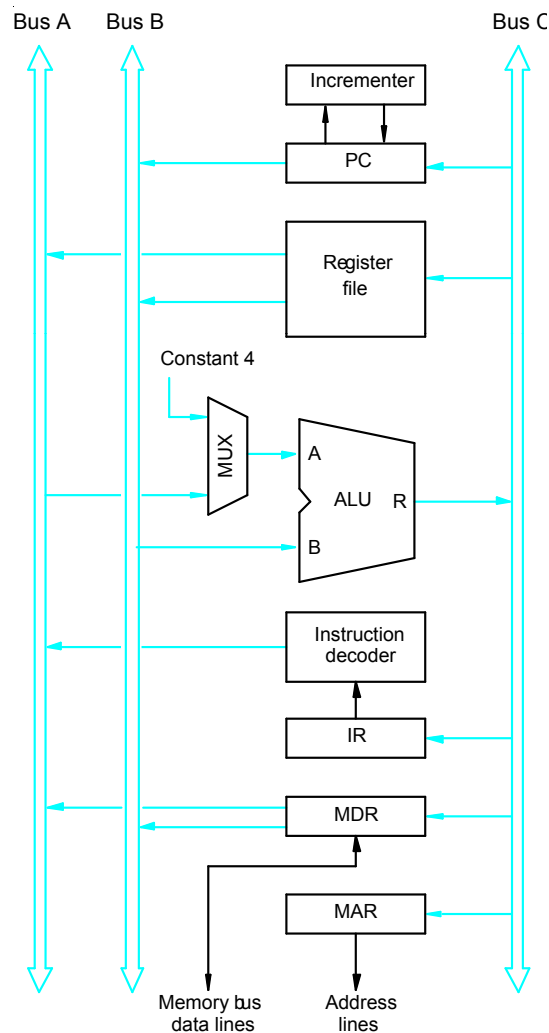 Bus A
Bus B
Bus C
Incrementer
PC
Register
file
Constant 4
MUX
A
ALU
R
B
Instruction
decoder
IR
MDR
MAR
Memory bus
data lines
Address
lines